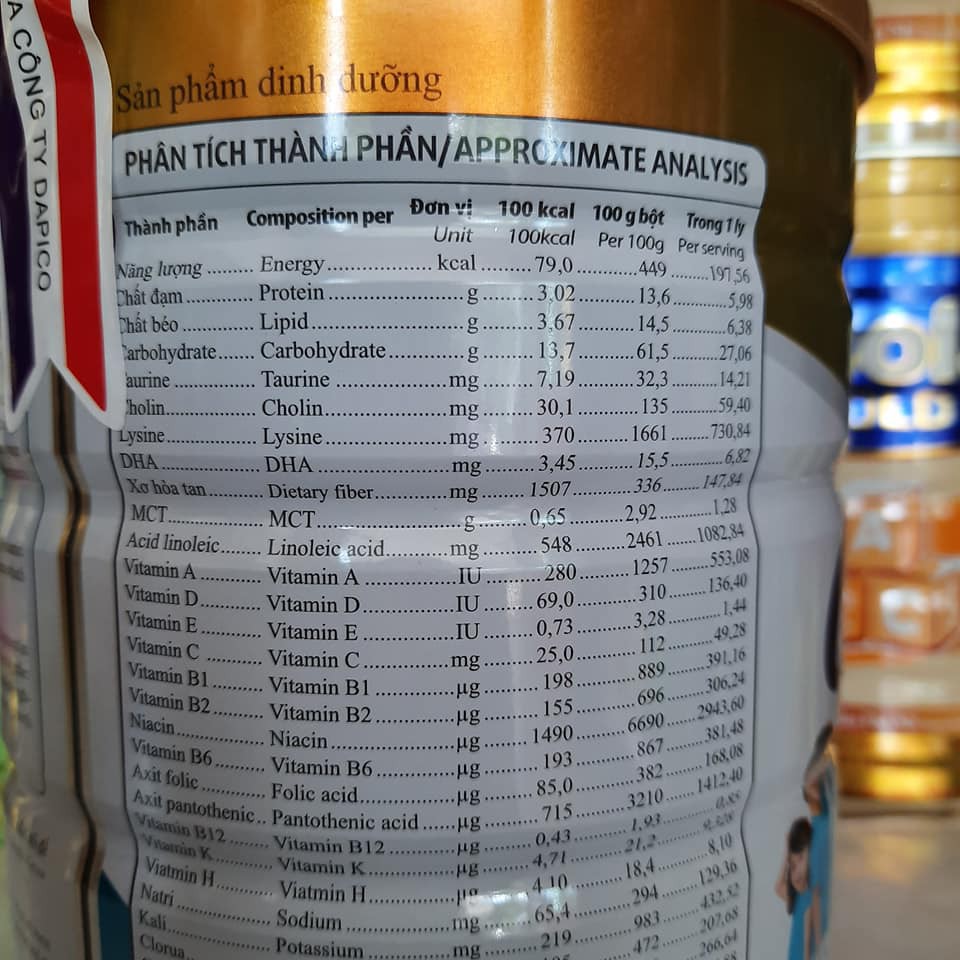 A CÔNG TY DAPICO
Sản phẩm dinh dưỡng
PHÂN TÍCH THÀNH PHẦN/APPROXIMATE ANALYSIS
Thành phần Composition per Đơn vị 100 kcal 100 g bột Trong 1 ly
Unit 100kcal Per 100g Per serving
Năng lượng ......... Energy................... kcal ........79,0 ..........449 .......197,56
Chất đạm ............. Protein ....................... g ........ 3,02 .......... 13,6 .......... 5,98
Chất béo ............. Lipid.......................... g ........ 3,67 .......... 14,5 .......... 6,38
Carbohydrate...... Carbohydrate.............. g ........ 13,7 .......... 61,5 ......... 27,06
Taurine ............... Taurine .................... mg ....... 7,19 .......... 32,3 ......... 14,21
Cholin................. Cholin...................... mg ....... 30,1 .......... 135 ......... 59,40
Lysine................. Lysine...................... mg ........ 370 ......... 1661 ....... 730,84
DHA................... DHA ........................ mg ....... 3,45 .......... 15,5 .......... 6,82
Xơ hòa tan........... Dietary fiber............. mg ....... 1507 .......... 336 ....... 147,84
MCT................... MCT......................... g ........ 0,65 .......... 2,92 .......... 1,28
Acid linoleic....... Linoleic acid............. mg ........ 548 ......... 2461 ...... 1082,84
Vitamin A ........... Vitamin A ................. IU ........ 280 ......... 1257 ....... 553,08
Vitamin D........... Vitamin D.................. IU ....... 69,0 .......... 310 ....... 136,40
Vitamin E ........... Vitamin E .................. IU ....... 0,73 .......... 3,28 .......... 1,44
Vitamin C ........... Vitamin C.................. mg ....... 25,0 .......... 112 ......... 49,28
Vitamin B1.......... Vitamin B1................ µg ........ 198 .......... 889 ....... 391,16
Vitamin B2.......... Vitamin B2................ µg ........ 155 .......... 696 ....... 306,24
Niacin................. Niacin....................... µg ....... 1490 ......... 6690 ...... 2943,60
Vitamin B6.......... Vitamin B6................ µg ........ 193 .......... 867 ....... 381,48
Axit folic ............ Folic acid.................. µg ....... 85,0 .......... 382 ....... 168,08
Axit pantothenic.. Pantothenic acid ...... µg ........ 715 ......... 3210 ...... 1412,40
Vitamin B12........ Vitamin B12.............. µg ....... 0,43 .......... 1,93 .......... 0,85
Vitamin K........... Vitamin K.................. µg ....... 4,71 .......... 21,2
Viatmin H........... Viatmin H.................. µg ....... 4,10 .......... 18,4 .......... 8,10
Natri................... Sodium ..................... mg ....... 65,4 .......... 294 ....... 129,36
Kali.................... Potassium ................. mg ........ 219 .......... 983 ....... 432,52
Clorua 472 ....... 207,68
266,64